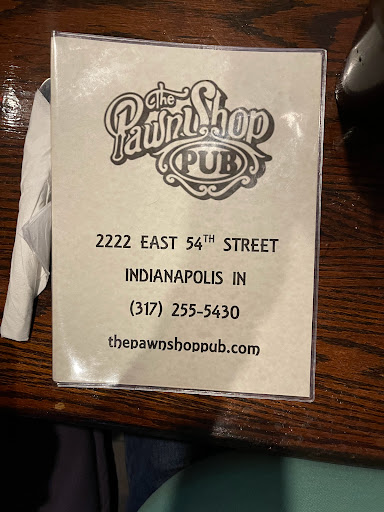 The
PawnShop
PUB
2222 EAST 54TH STREET
INDIANAPOLIS IN
(317) 255-5430
thepawnshoppub.com